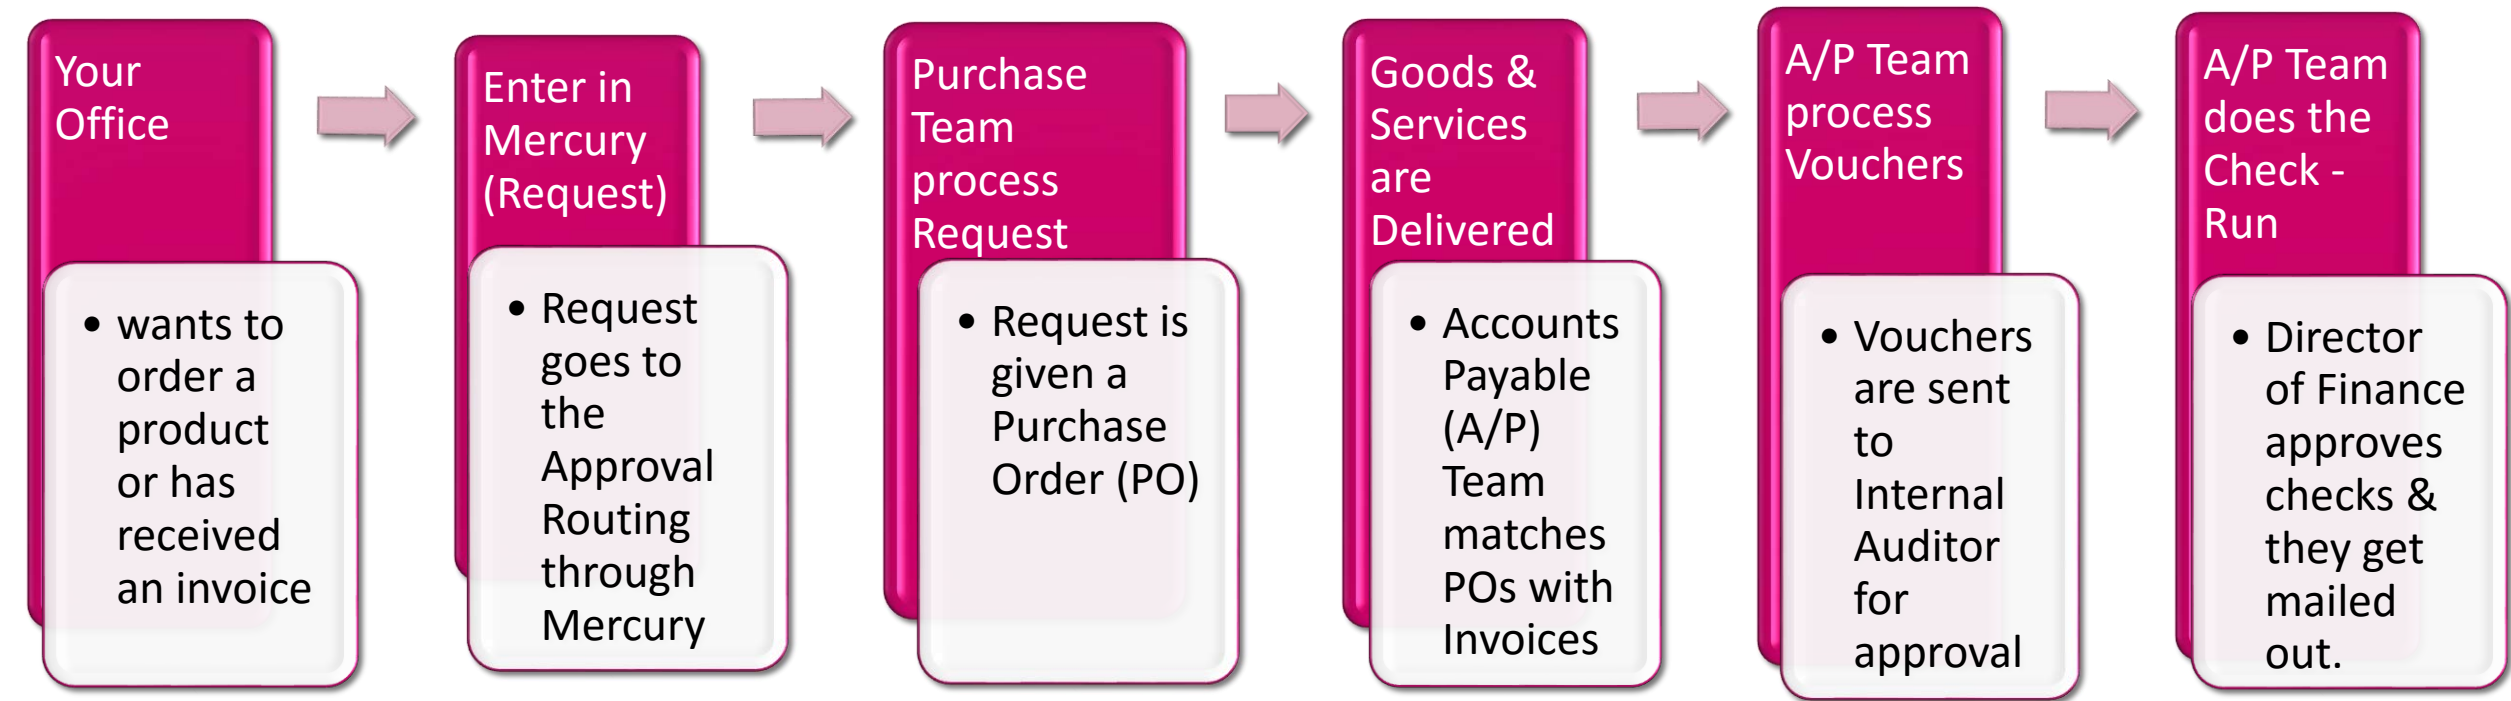 Your
Office
• wants to
order a
product
or has
received
an invoice
Enter in
Mercury
(Request)
• Request
goes to
the
Approval
Routing
through
Mercury
Purchase
Team
process
Request
• Request is
given a
Purchase
Order (PO)
Goods &
Services
are
Delivered
• Accounts
Payable
(A/P)
Team
matches
POs with
Invoices
A/P Team
process
Vouchers
• Vouchers
are sent
to
Internal
Auditor
for
approval
A/P Team
does the
Check -
Run
• Director
of Finance
approves
checks &
they get
mailed
out.